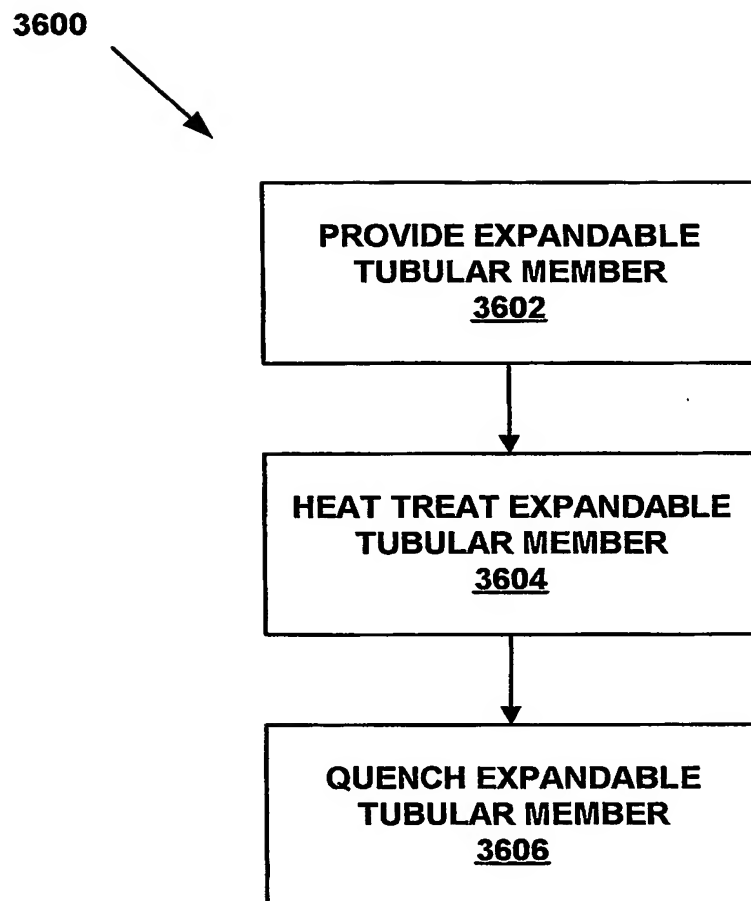 3600
PROVIDE EXPANDABLE
TUBULAR MEMBER
3602
HEAT TREAT EXPANDABLE
TUBULAR MEMBER
3604
QUENCH EXPANDABLE
TUBULAR MEMBER
3606